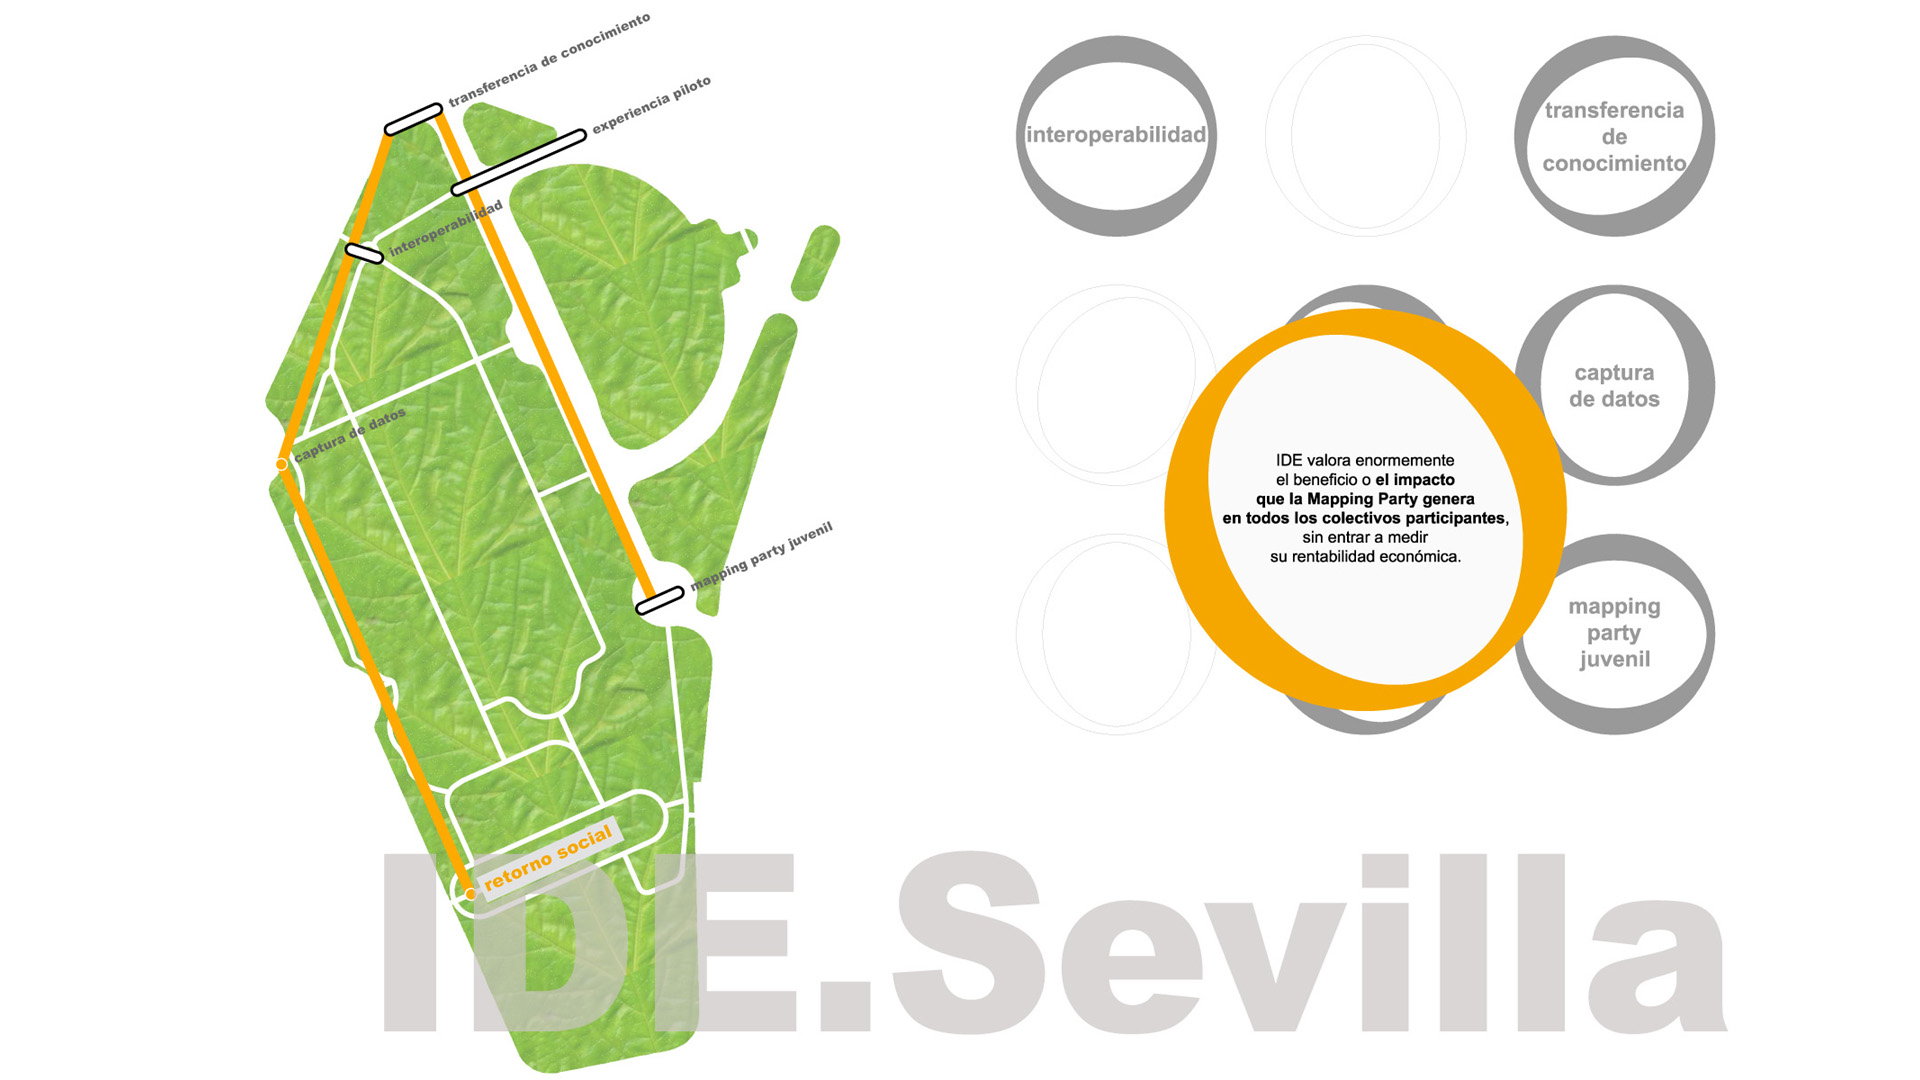 transferencia de conocimiento
experiencia piloto
interoperabilidad
captura de datos
mapping party juvenil
retorno social
interoperabilidad
transferencia
de
conocimiento
captura
de datos
IDE valora enormemente
el beneficio o el impacto
que la Mapping Party genera
en todos los colectivos participantes,
sin entrar a medir
su rentabilidad económica.
mapping
party
juvenil
IDE.Sevilla